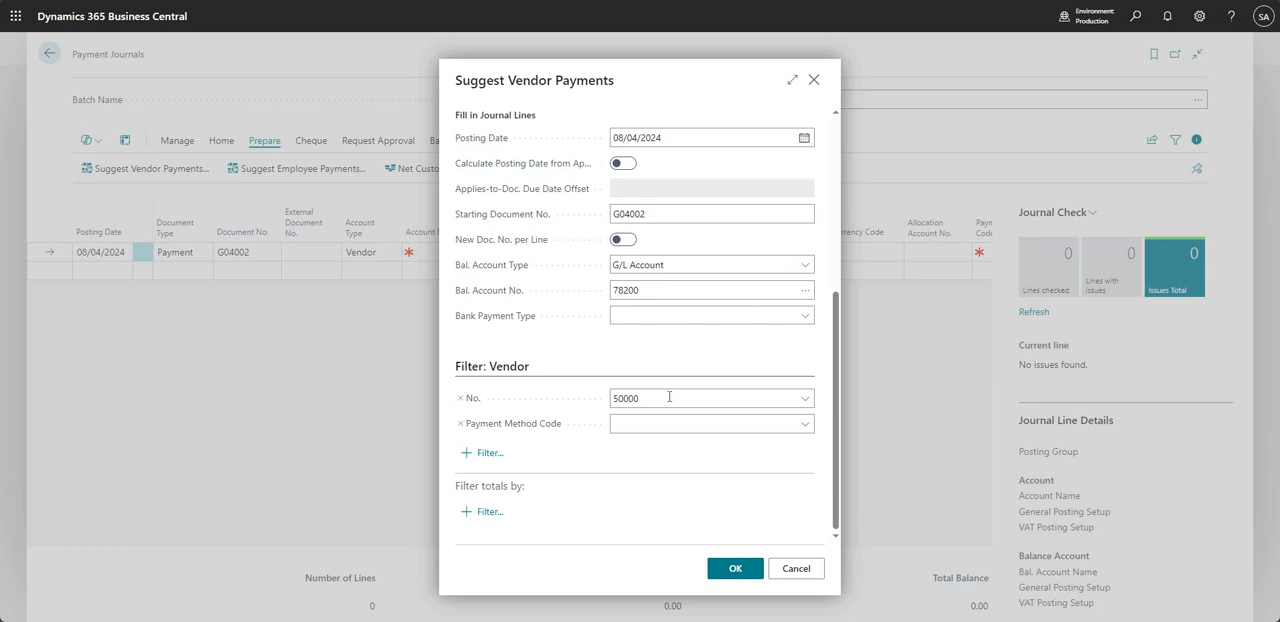 Dynamics 365 Business Central
Environment:
Production
?
SA
Payment Journals
Batch Name
...
Manage Home Prepare Cheque Request Approval Ba
Suggest Vendor Payments... Suggest Employee Payments... Net Custo
Posting Date
Document
Type
Document No.
External
Document
No.
Account
Type
Account
rrency Code
Allocation
Account No.
Paym
Code
08/04/2024 Payment G04002 Vendor * *
Suggest Vendor Payments
Fill in Journal Lines
Posting Date 08/04/2024
Calculate Posting Date from Ap...
Applies-to-Doc. Due Date Offset
Starting Document No. G04002
New Doc. No. per Line
Bal. Account Type G/L Account
Bal. Account No. 78200 ...
Bank Payment Type
Filter: Vendor
× No. 50000
× Payment Method Code
+ Filter...
Filter totals by:
+ Filter...
OK Cancel
Journal Check
0
Lines checked
0
Lines with
issues
0
Issues Total
Refresh
Current line
No issues found.
Journal Line Details
Posting Group
Account
Account Name
General Posting Setup
VAT Posting Setup
Balance Account
Bal. Account Name
General Posting Setup
VAT Posting Setup
Number of Lines Total Balance
0 0.00 0.00